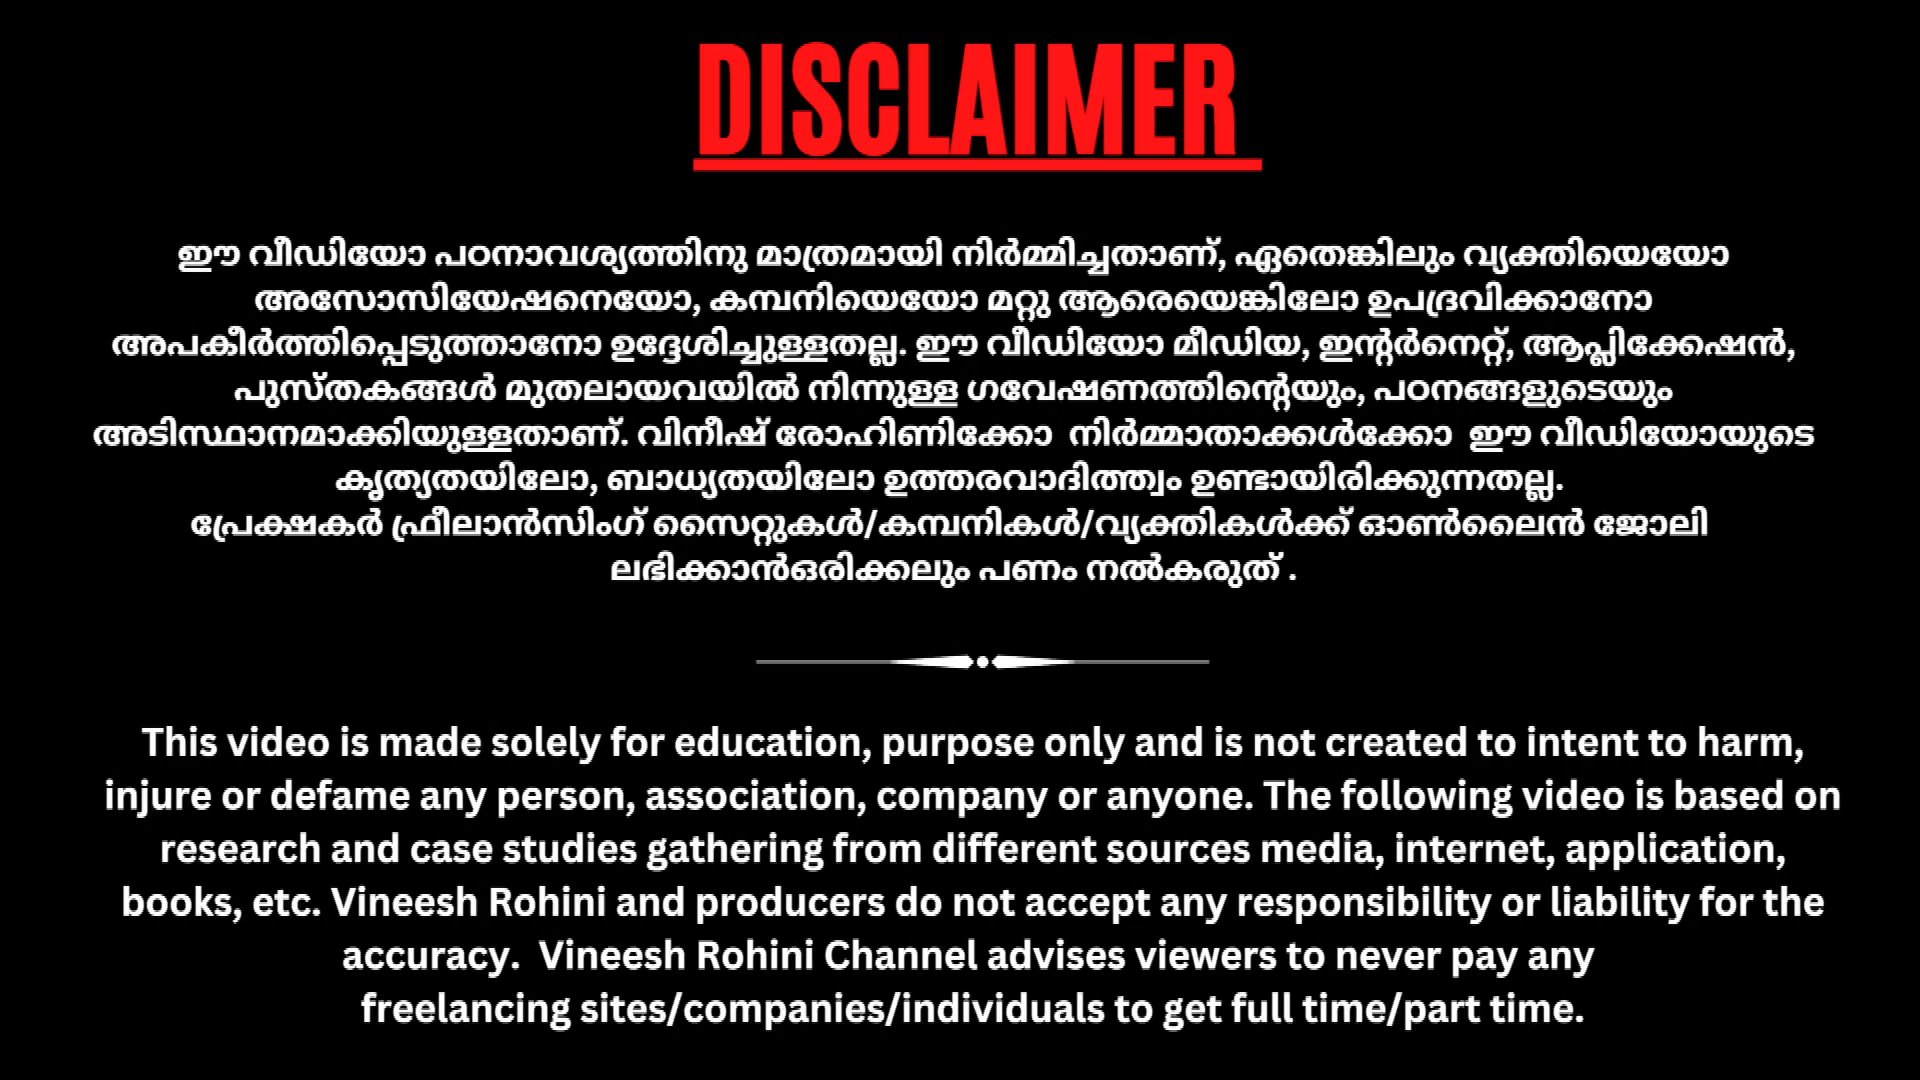 DISCLAIMER
ഈ വീഡിയോ പഠനാവശ്യത്തിനു മാത്രമായി നിർമ്മിച്ചതാണ്, ഏതെങ്കിലും വ്യക്തിയെയോ
അസോസിയേഷനെയോ, കമ്പനിയെയോ മറ്റു ആരെയെങ്കിലോ ഉപദ്രവിക്കാനോ
അപകീർത്തിപ്പെടുത്താനോ ഉദ്ദേശിച്ചുള്ളതല്ല. ഈ വീഡിയോ മീഡിയ, ഇന്റർനെറ്റ്, ആപ്ലിക്കേഷൻ,
പുസ്തകങ്ങൾ മുതലായവയിൽ നിന്നുള്ള ഗവേഷണത്തിന്റെയും, പഠനങ്ങളുടെയും
അടിസ്ഥാനമാക്കിയുള്ളതാണ്. വിനീഷ് രോഹിണിക്കോ  നിർമ്മാതാക്കൾക്കോ  ഈ വീഡിയോയുടെ
കൃത്യതയിലോ, ബാധ്യതയിലോ ഉത്തരവാദിത്ത്വം ഉണ്ടായിരിക്കുന്നതല്ല.
പ്രേക്ഷകർ ഫ്രീലാൻസിംഗ് സൈറ്റുകൾ/കമ്പനികൾ/വ്യക്തികൾക്ക് ഓൺലൈൻ ജോലി
ലഭിക്കാൻഒരിക്കലും പണം നൽകരുത് .
This video is made solely for education, purpose only and is not created to intent to harm,
injure or defame any person, association, company or anyone. The following video is based on
research and case studies gathering from different sources media, internet, application,
books, etc. Vineesh Rohini and producers do not accept any responsibility or liability for the
accuracy.  Vineesh Rohini Channel advises viewers to never pay any
freelancing sites/companies/individuals to get full time/part time.